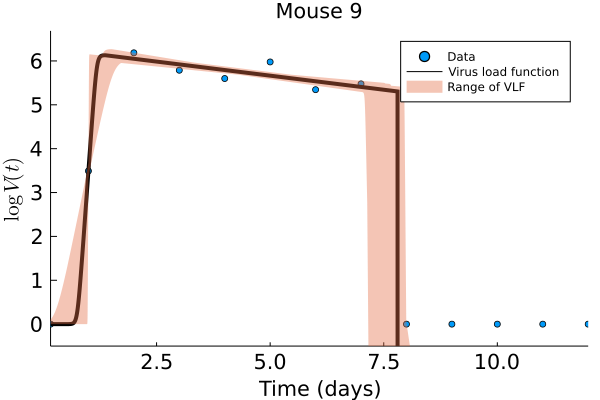 Mouse 9
Data
Virus load function
Range of VLF
log V(t)
6
5
4
3
2
1
0
2.5
5.0
7.5
10.0
Time (days)